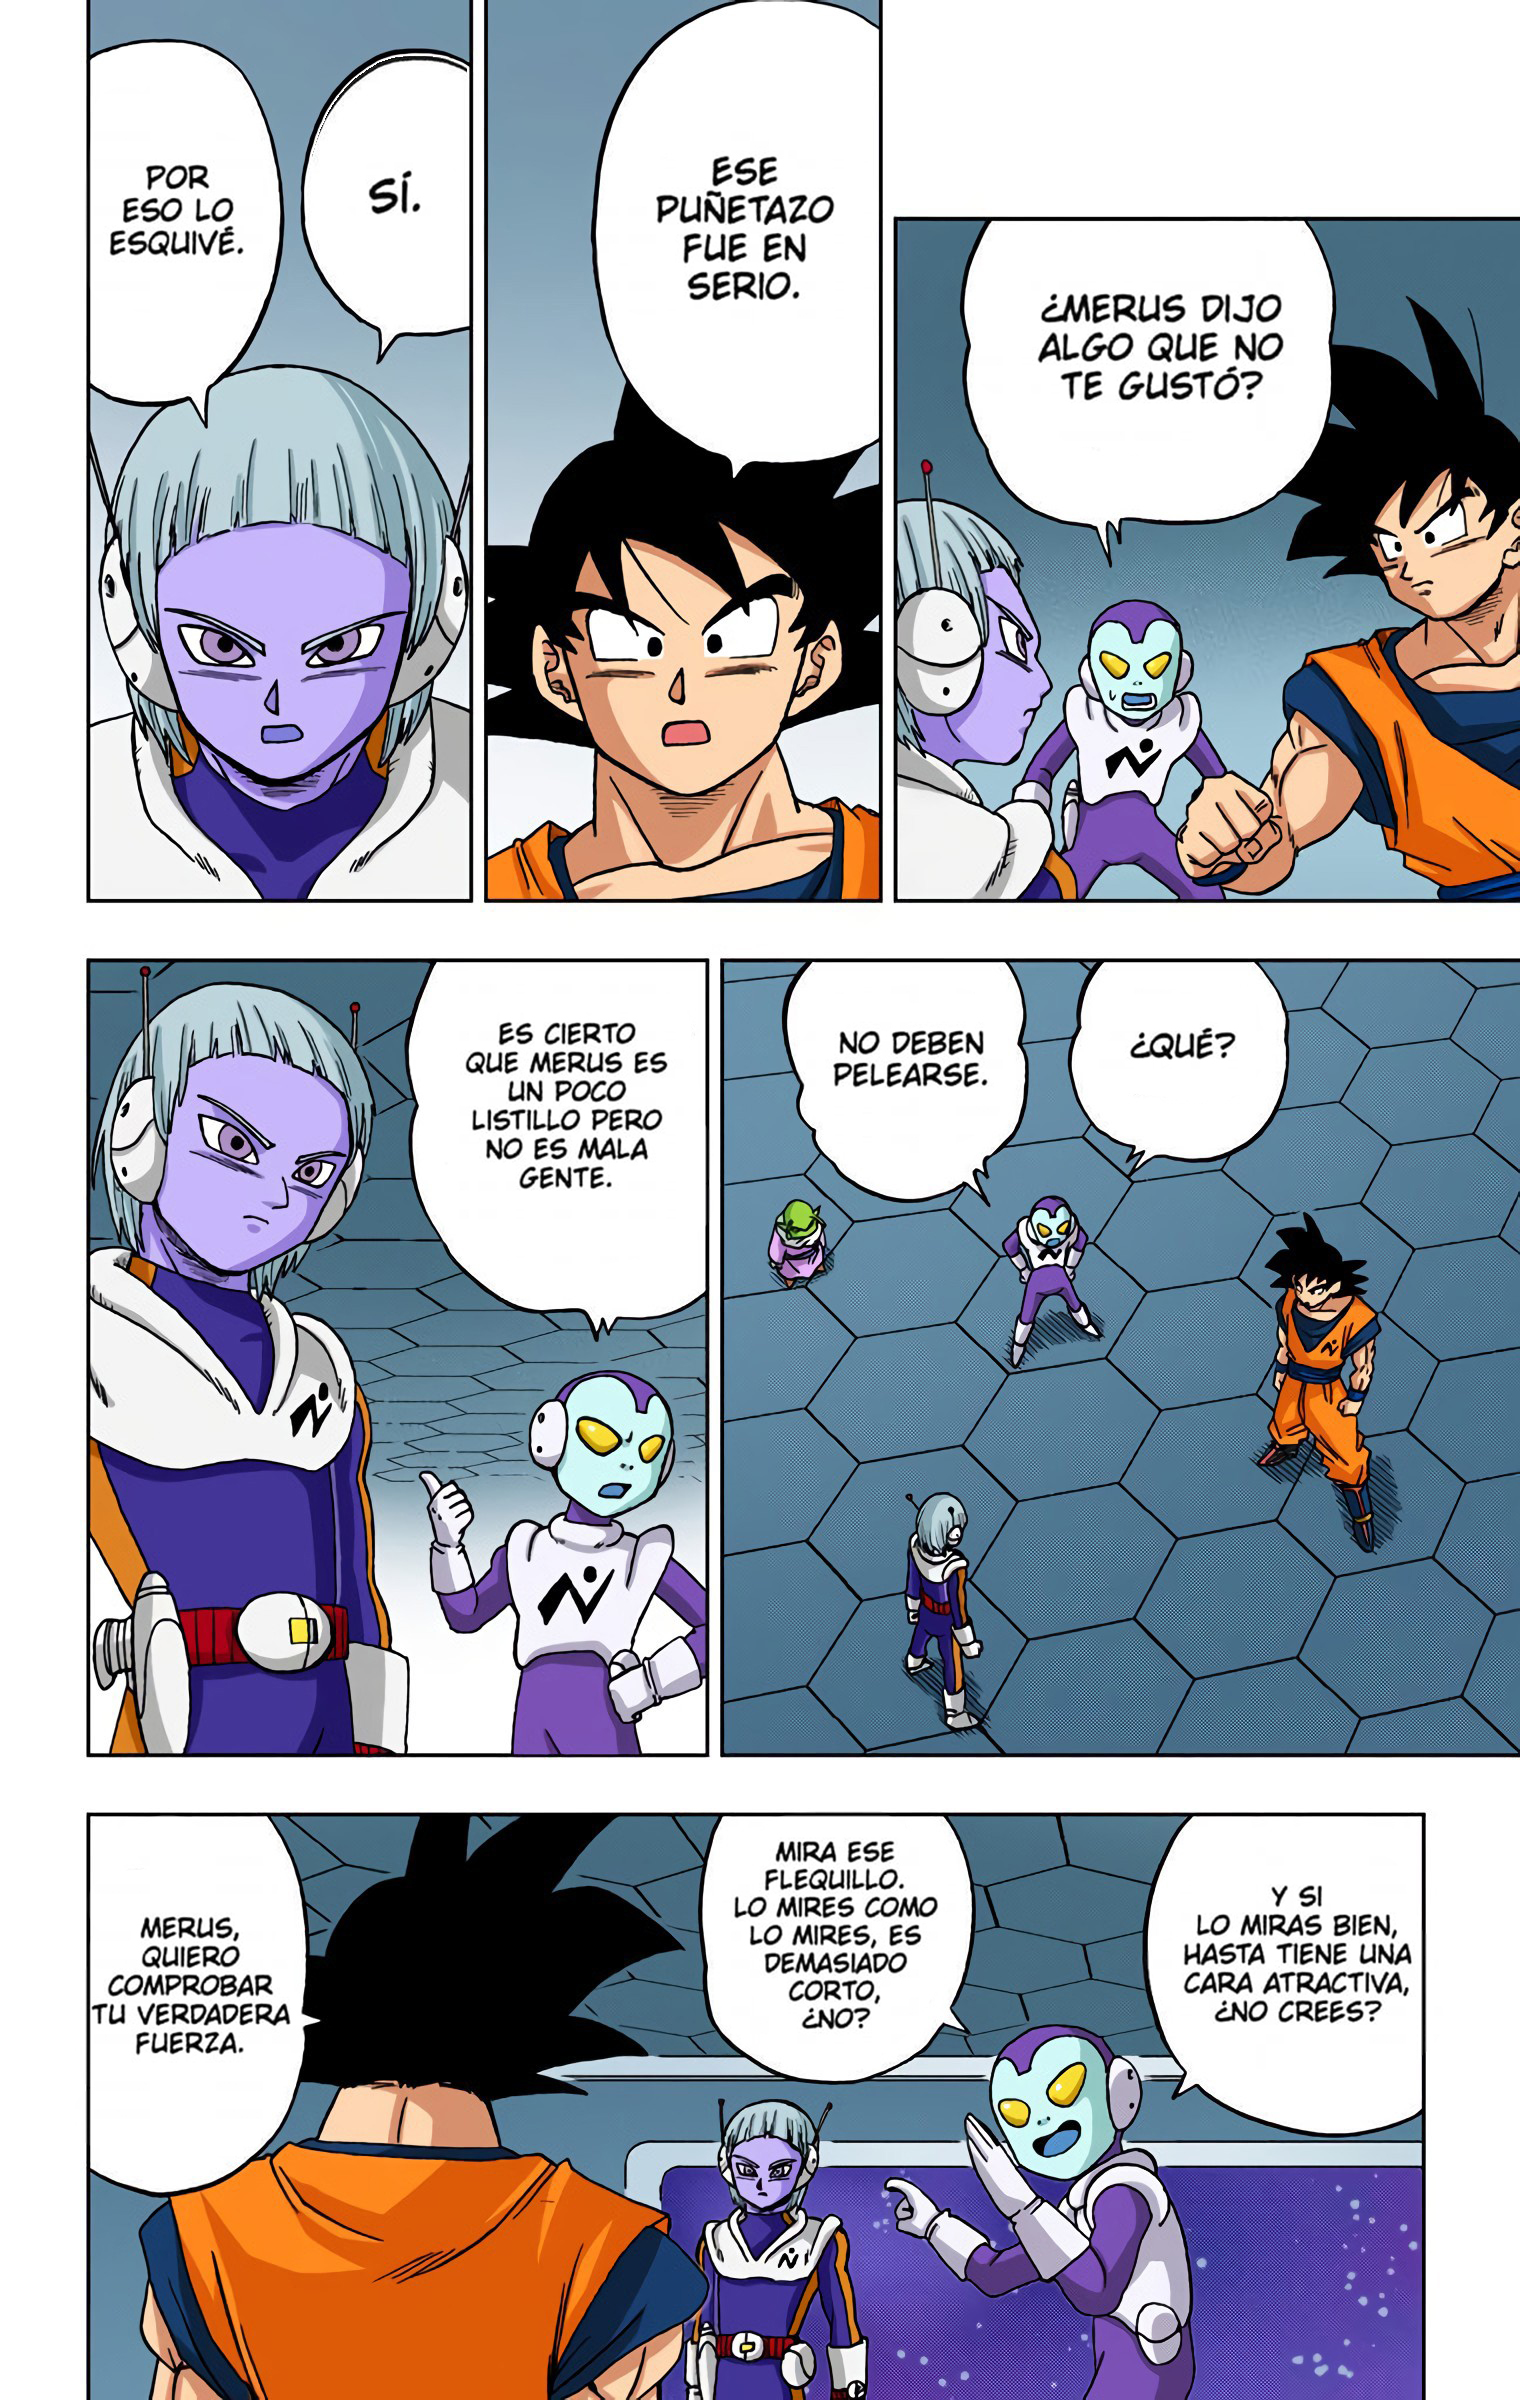 ¿MERUS DIJO
ALGO QUE NO
TE GUSTÓ?
ESE
PUÑETAZO
FUE EN
SERIO.
SÍ.
POR
ESO LO
ESQUIVÉ.
¿QUÉ?
NO DEBEN
PELEARSE.
ES CIERTO
QUE MERUS ES
UN POCO
LISTILLO PERO
NO ES MALA
GENTE.
Y SI
LO MIRAS BIEN,
HASTA TIENE UNA
CARA ATRACTIVA,
¿NO CREES?
MIRA ESE
FLEQUILLO.
LO MIRES COMO
LO MIRES, ES
DEMASIADO
CORTO,
¿NO?
MERUS,
QUIERO
COMPROBAR
TU VERDADERA
FUERZA.